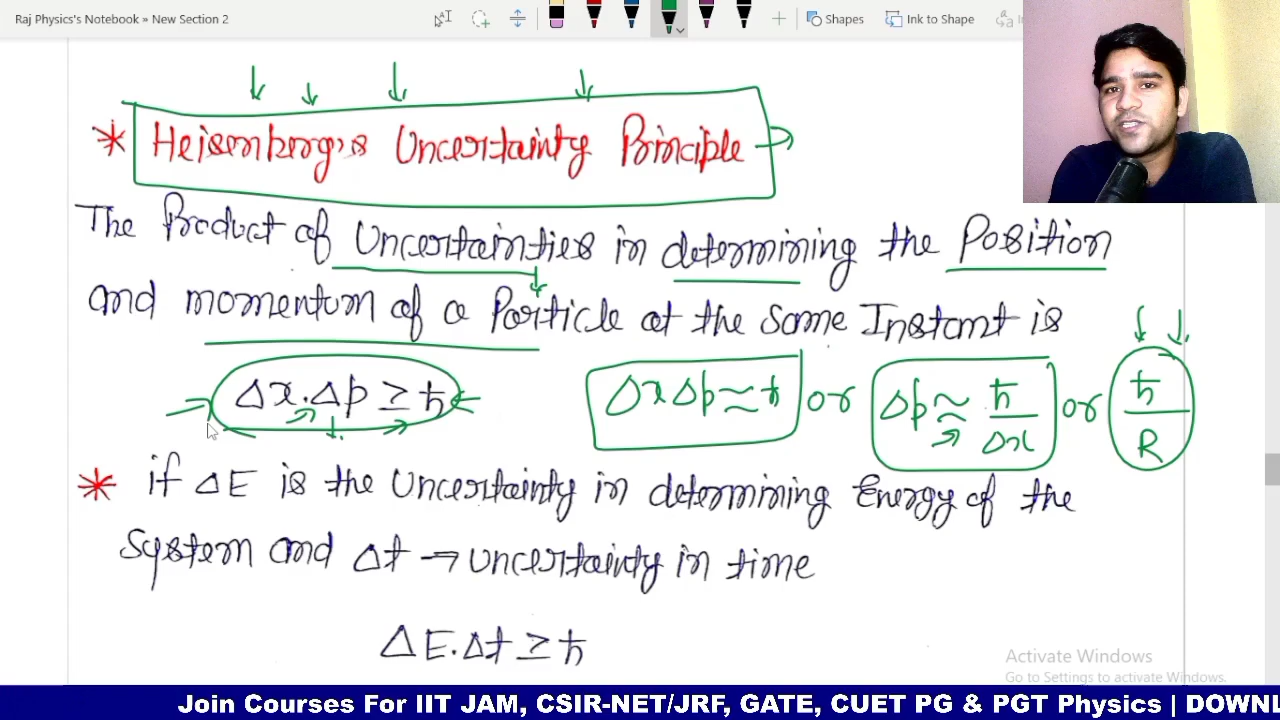 Raj Physics's Notebook » New Section 2
Shapes
Ink to Shape
* Heisenberg's Uncertainty Principle
The Product of Uncertainties in determining the Position
and momentum of a Particle at the Same Instant is
Δx.Δp ≥ ħ ΔxΔp ≈ ħ or Δp ≈ ħ/Δx or ħ/R
* if ΔE is the Uncertainty in determining Energy of the
System and Δt → uncertainty in time
ΔE.Δt ≥ ħ
Activate Windows
Go to Settings to activate Windows.
Join Courses For IIT JAM, CSIR-NET/JRF, GATE, CUET PG & PGT Physics | DOWNL